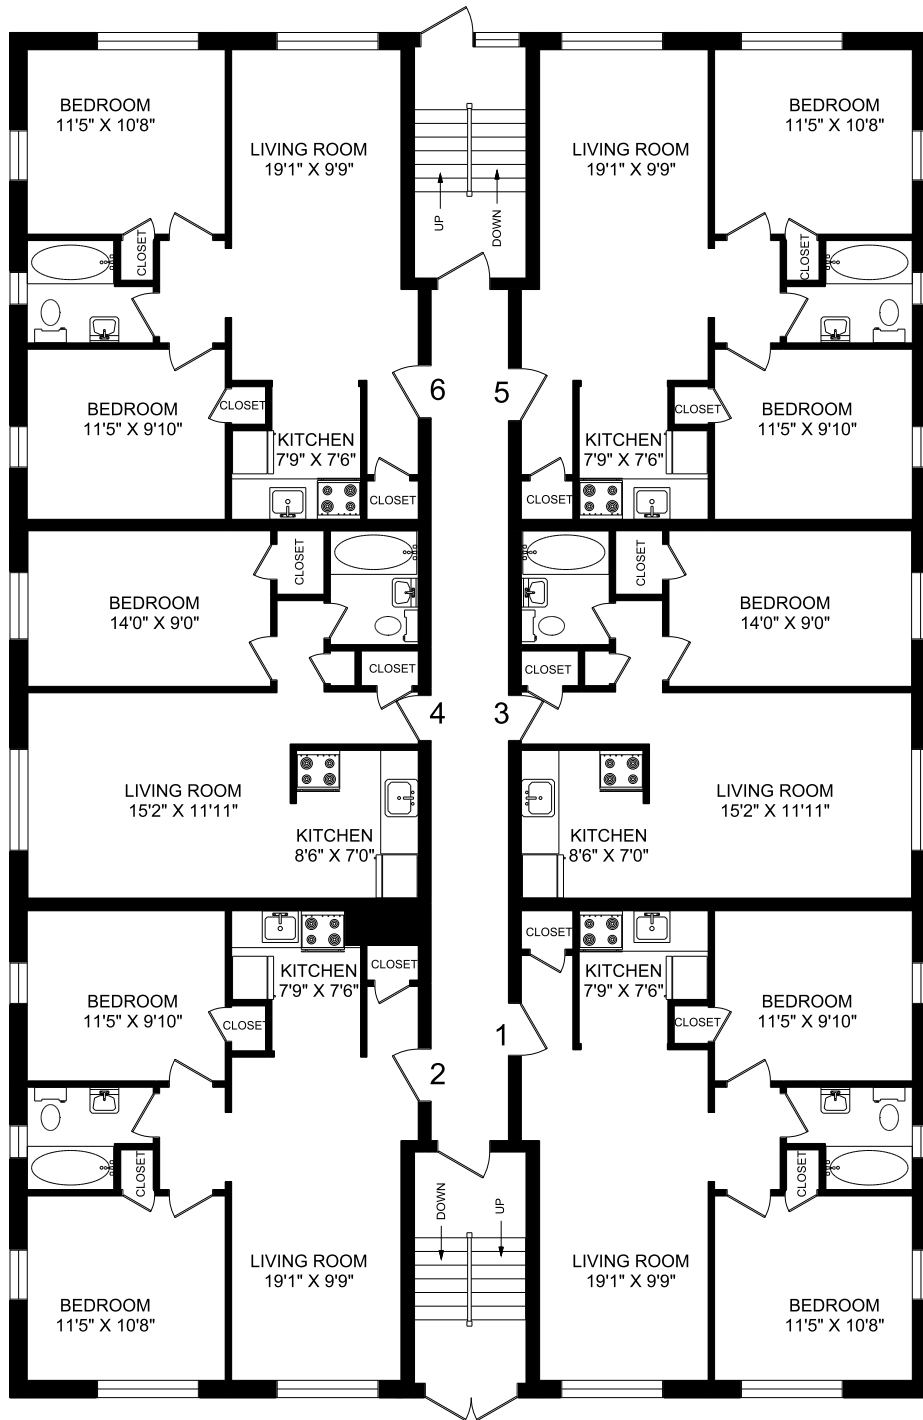 BEDROOM
11'5" X 10'8"
LIVING ROOM
19'1" X 9'9"
LIVING ROOM
19'1" X 9'9"
BEDROOM
11'5" X 10'8"
UP
DOWN
CLOSET
CLOSET
6
5
BEDROOM
11'5" X 9'10"
CLOSET
KITCHEN
7'9" X 7'6"
CLOSET
CLOSET
KITCHEN
7'9" X 7'6"
CLOSET
BEDROOM
11'5" X 9'10"
BEDROOM
14'0" X 9'0"
CLOSET
CLOSET
BEDROOM
14'0" X 9'0"
CLOSET
CLOSET
4
3
LIVING ROOM
15'2" X 11'11"
KITCHEN
8'6" X 7'0"
KITCHEN
8'6" X 7'0"
LIVING ROOM
15'2" X 11'11"
BEDROOM
11'5" X 9'10"
CLOSET
KITCHEN
7'9" X 7'6"
CLOSET
CLOSET
KITCHEN
7'9" X 7'6"
CLOSET
BEDROOM
11'5" X 9'10"
2
1
CLOSET
CLOSET
DOWN
UP
BEDROOM
11'5" X 10'8"
LIVING ROOM
19'1" X 9'9"
LIVING ROOM
19'1" X 9'9"
BEDROOM
11'5" X 10'8"